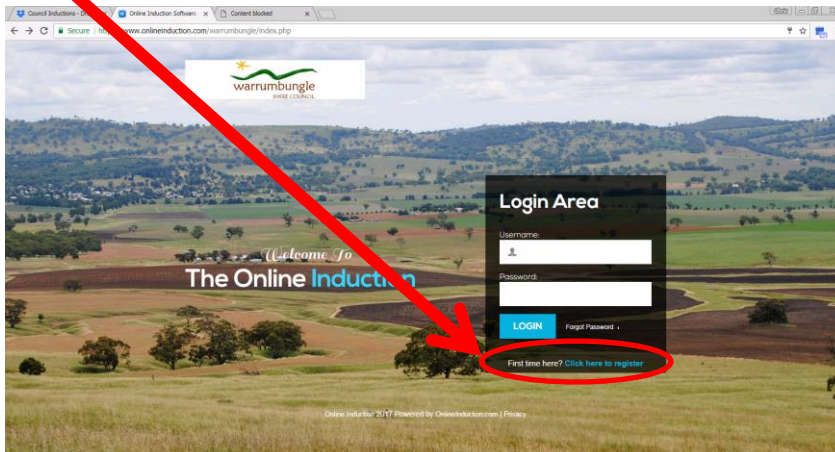 Council Inductions - Dr
Online Induction Software
Content blocked
Secure
www.onlineinduction.com/warrumbungle/index.php
warrumbungle
SHIRE COUNCIL
Login Area
Username:
Welcome To
Password:
The Online Induction
LOGIN Forgot Password
First time here? Click here to register
Online Induction 2017 Powered by OnlineInduction.com | Privacy